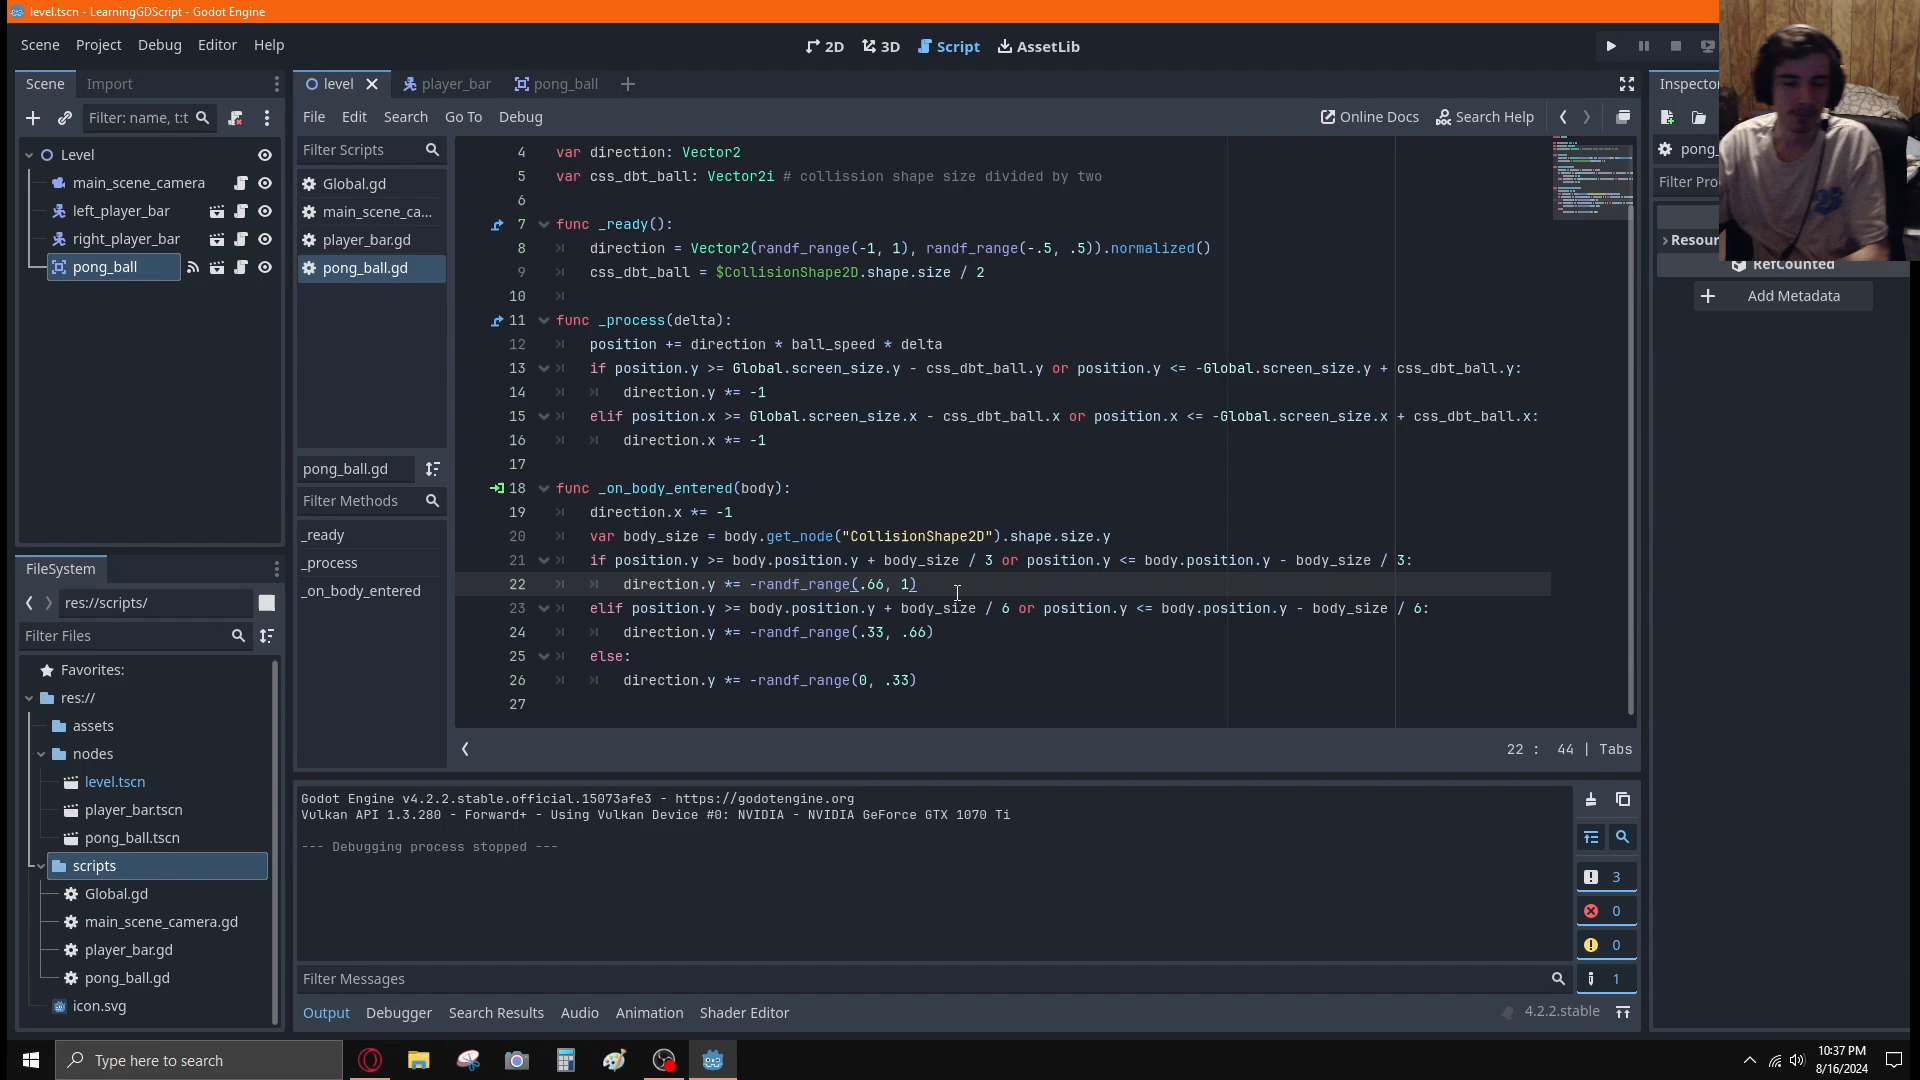 level.tscn - LearningGDScript - Godot Engine
Scene Project Debug Editor Help
2D 3D Script AssetLib
Scene Import
Filter: name, t:t
Level
main_scene_camera
left_player_bar
right_player_bar
pong_ball
level player_bar pong_ball
File Edit Search Go To Debug
Online Docs Search Help
Filter Scripts
Global.gd
main_scene_ca...
player_bar.gd
pong_ball.gd
pong_ball.gd
Filter Methods
_ready
_process
_on_body_entered
4 var direction: Vector2
5 var css_dbt_ball: Vector2i # collission shape size divided by two
6
7 func _ready():
8 direction = Vector2(randf_range(-1, 1), randf_range(-.5, .5)).normalized()
9 css_dbt_ball = $CollisionShape2D.shape.size / 2
10
11 func _process(delta):
12 position += direction * ball_speed * delta
13 if position.y >= Global.screen_size.y - css_dbt_ball.y or position.y <= -Global.screen_size.y + css_dbt_ball.y:
14 direction.y *= -1
15 elif position.x >= Global.screen_size.x - css_dbt_ball.x or position.x <= -Global.screen_size.x + css_dbt_ball.x:
16 direction.x *= -1
17
18 func _on_body_entered(body):
19 direction.x *= -1
20 var body_size = body.get_node("CollisionShape2D").shape.size.y
21 if position.y >= body.position.y + body_size / 3 or position.y <= body.position.y - body_size / 3:
22 direction.y *= -randf_range(.66, 1)
23 elif position.y >= body.position.y + body_size / 6 or position.y <= body.position.y - body_size / 6:
24 direction.y *= -randf_range(.33, .66)
25 else:
26 direction.y *= -randf_range(0, .33)
27
22 : 44 | Tabs
FileSystem
res://scripts/
Filter Files
Favorites:
res://
assets
nodes
level.tscn
player_bar.tscn
pong_ball.tscn
scripts
Global.gd
main_scene_camera.gd
player_bar.gd
pong_ball.gd
icon.svg
Godot Engine v4.2.2.stable.official.15073afe3 - https://godotengine.org
Vulkan API 1.3.280 - Forward+ - Using Vulkan Device #0: NVIDIA - NVIDIA GeForce GTX 1070 Ti
--- Debugging process stopped ---
3
0
0
1
Filter Messages
Output Debugger Search Results Audio Animation Shader Editor
4.2.2.stable
Inspecto
pong_
Filter Pro
Resour
RefCounted
Add Metadata
Type here to search
10:37 PM
8/16/2024